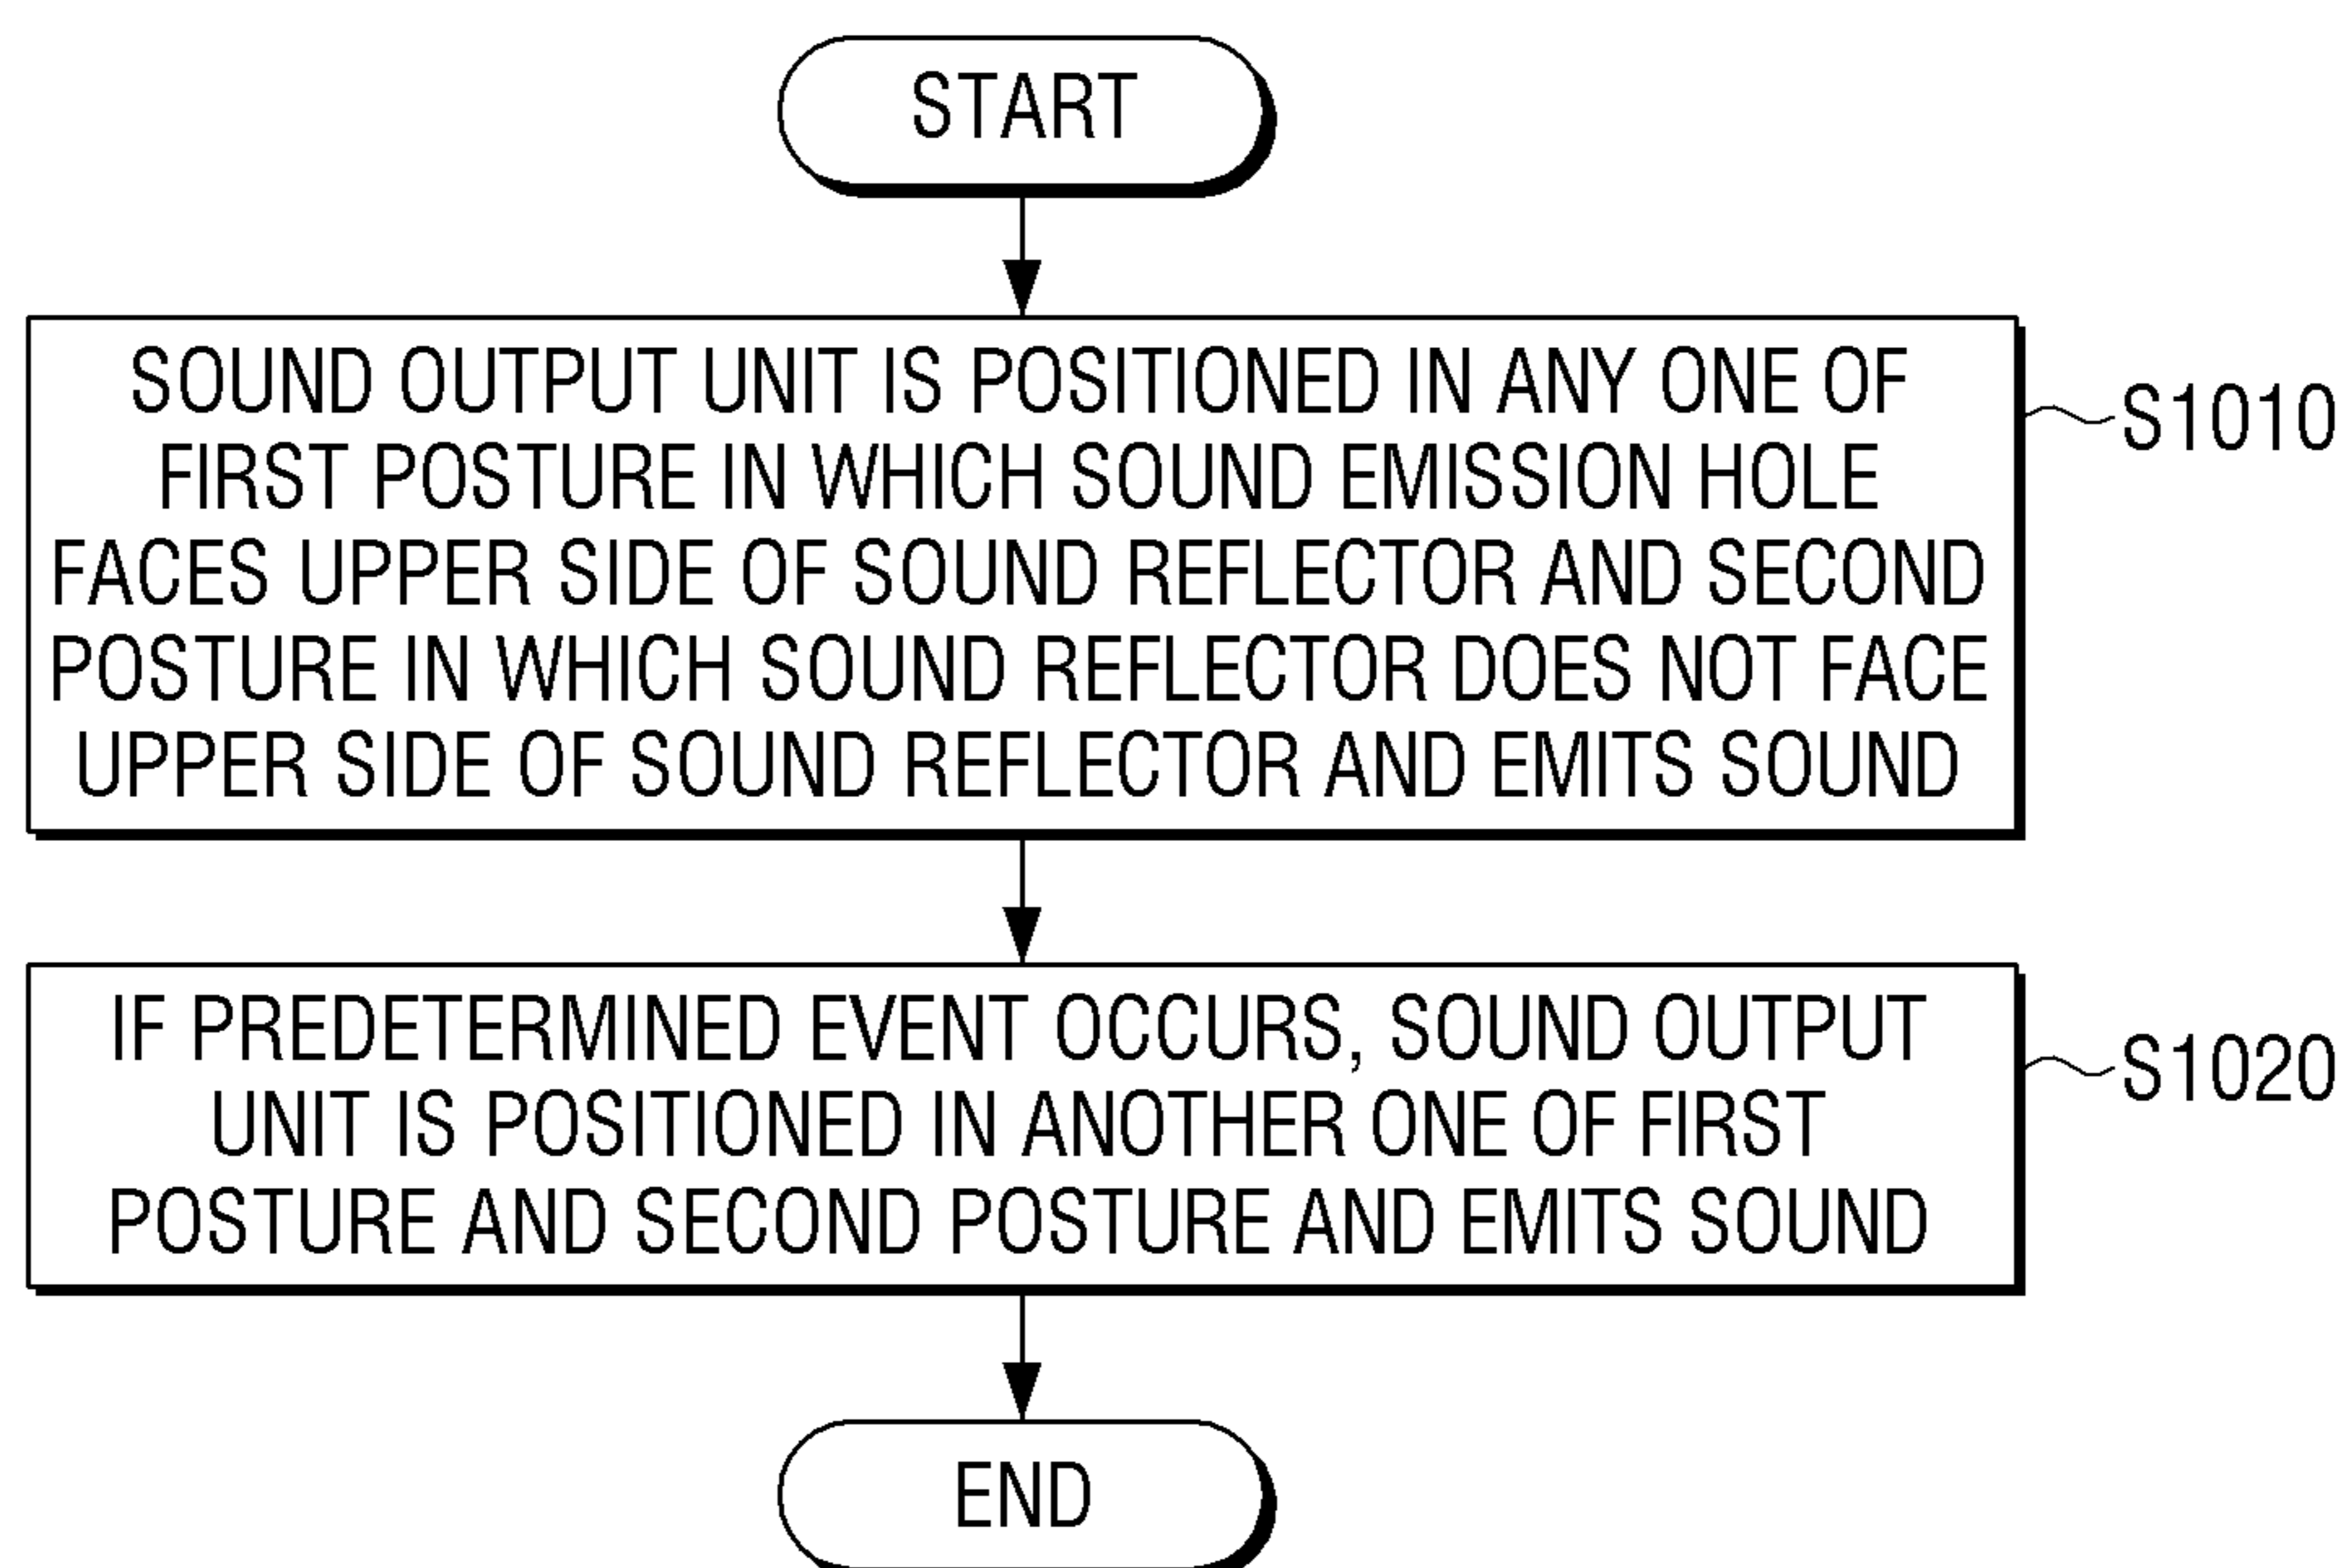 START
SOUND OUTPUT UNIT IS POSITIONED IN ANY ONE OF
FIRST POSTURE IN WHICH SOUND EMISSION HOLE
FACES UPPER SIDE OF SOUND REFLECTOR AND SECOND
POSTURE IN WHICH SOUND REFLECTOR DOES NOT FACE
UPPER SIDE OF SOUND REFLECTOR AND EMITS SOUND
S1010
IF PREDETERMINED EVENT OCCURS, SOUND OUTPUT
UNIT IS POSITIONED IN ANOTHER ONE OF FIRST
POSTURE AND SECOND POSTURE AND EMITS SOUND
S1020
END